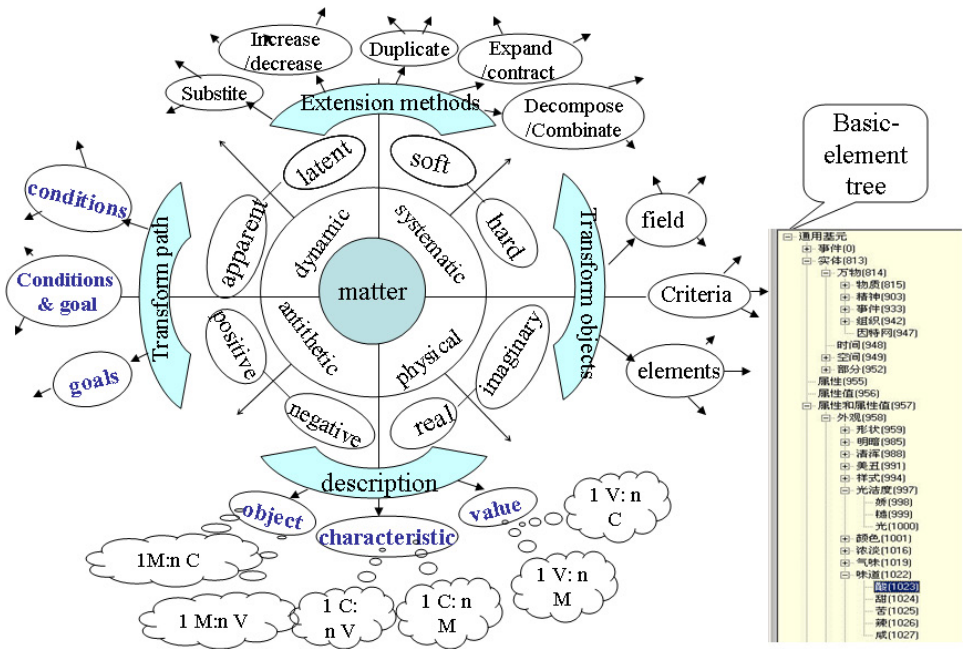 Increase
/decrease
Duplicate
Expand
/contract
Substite
Extension methods
Decompose
/Combinate
Basic-
element
tree
latent
soft
conditions
Transform path
apparent
dynamic
systematic
hard
Transform objects
field
Conditions
& goal
matter
Criteria
goals
positive
antithetic
physical
imaginary
elements
negative
real
description
object
characteristic
value
1 V: n
C
1M:n C
1 V: n
M
1 M:n V
1 C:
n V
1 C: n
M
通用基元
事件(0)
实体(813)
万物(814)
物质(815)
精神(903)
事件(933)
组织(942)
因特网(947)
时间(948)
空间(949)
部分(952)
属性(955)
属性值(956)
属性和属性值(957)
外观(958)
形状(959)
明暗(985)
清浑(988)
美丑(991)
样式(994)
光洁度(997)
娇(998)
糙(999)
光(1000)
颜色(1001)
浓淡(1016)
气味(1019)
味道(1022)
酸(1023)
甜(1024)
苦(1025)
辣(1026)
咸(1027)